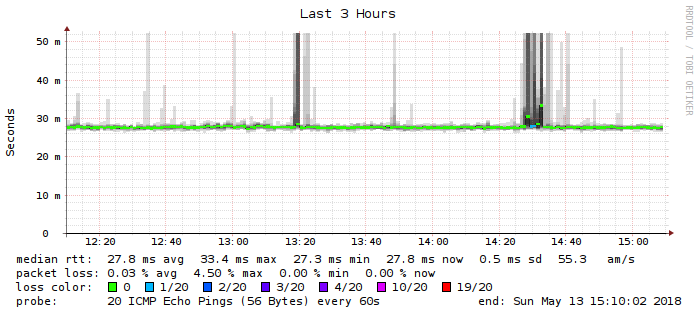 Last 3 Hours
RRDTOOL / TOBI OETIKER
Seconds
50 m
40 m
30 m
20 m
10 m
0
12:20 12:40 13:00 13:20 13:40 14:00 14:20 14:40 15:00
median rtt: 27.8 ms avg 33.4 ms max 27.3 ms min 27.8 ms now 0.5 ms sd 55.3 am/s
packet loss: 0.03 % avg 4.50 % max 0.00 % min 0.00 % now
loss color: 0 1/20 2/20 3/20 4/20 10/20 19/20
probe: 20 ICMP Echo Pings (56 Bytes) every 60s end: Sun May 13 15:10:02 2018